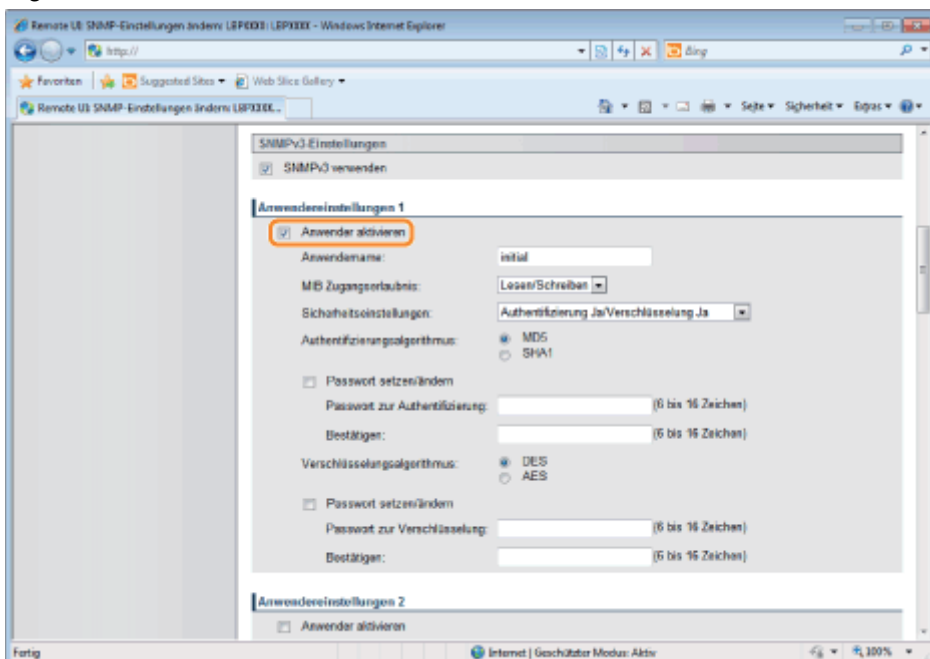 Remote UI: SNMP-Einstellungen ändern: LBPXXXX: LBPXXXX - Windows Internet Explorer
http://
Bing
Favoriten Suggested Sites Web Slice Gallery
Remote UI: SNMP-Einstellungen ändern: LBPXXXX... Seite Sicherheit Extras
SNMPv3-Einstellungen
SNMPv3 verwenden
Anwendereinstellungen 1
Anwender aktivieren
Anwendername: initial
MIB Zugangserlaubnis: Lesen/Schreiben
Sicherheitseinstellungen: Authentifizierung Ja/Verschlüsselung Ja
Authentifizierungsalgorithmus: MD5
SHA1
Passwort setzen/ändern
Passwort zur Authentifizierung: (6 bis 16 Zeichen)
Bestätigen: (6 bis 16 Zeichen)
Verschlüsselungsalgorithmus: DES
AES
Passwort setzen/ändern
Passwort zur Verschlüsselung: (6 bis 16 Zeichen)
Bestätigen: (6 bis 16 Zeichen)
Anwendereinstellungen 2
Anwender aktivieren
Fertig Internet | Geschützter Modus: Aktiv 100%